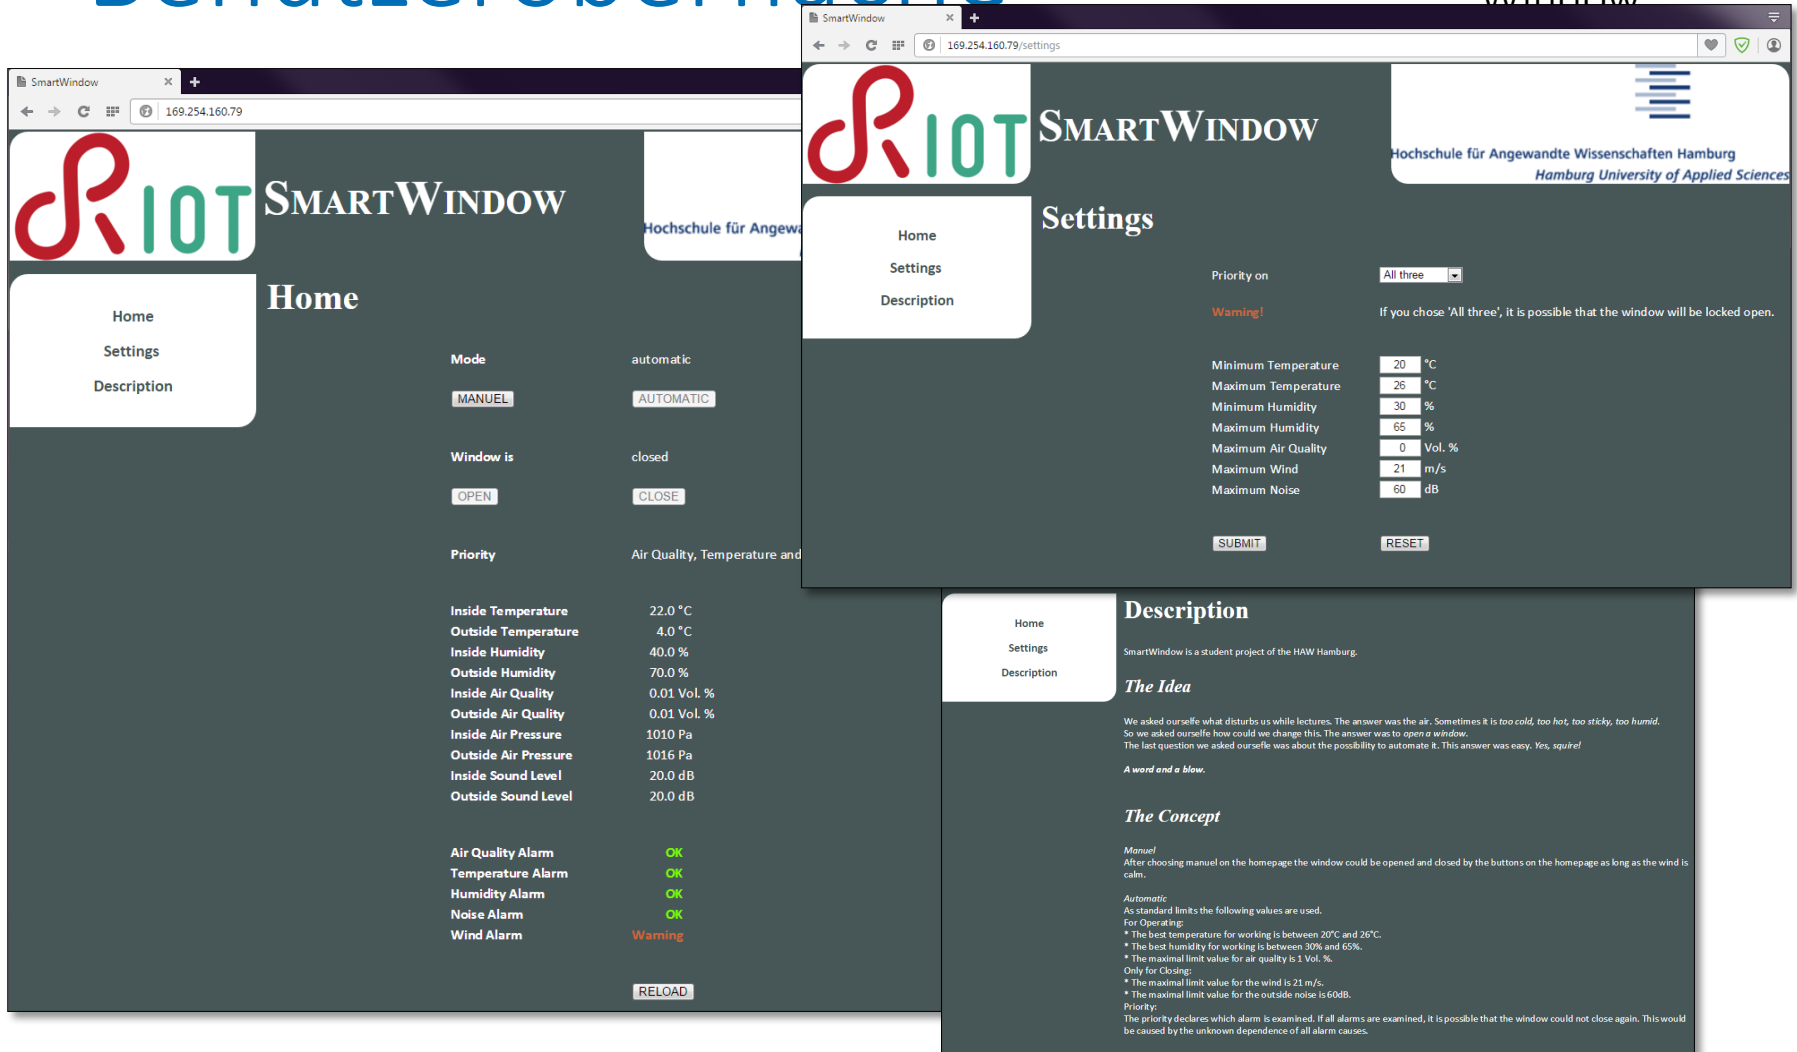 Benutzeroberfläche
Window
SmartWindow
169.254.160.79
RIOT
SmartWindow
Hochschule für Angewa
Home
Settings
Description
Home
Mode automatic
MANUEL AUTOMATIC
Window is closed
OPEN CLOSE
Priority Air Quality, Temperature and
Inside Temperature 22.0 °C
Outside Temperature 4.0 °C
Inside Humidity 40.0 %
Outside Humidity 70.0 %
Inside Air Quality 0.01 Vol. %
Outside Air Quality 0.01 Vol. %
Inside Air Pressure 1010 Pa
Outside Air Pressure 1016 Pa
Inside Sound Level 20.0 dB
Outside Sound Level 20.0 dB
Air Quality Alarm OK
Temperature Alarm OK
Humidity Alarm OK
Noise Alarm OK
Wind Alarm Warning
RELOAD
SmartWindow
169.254.160.79/settings
RIOT
SmartWindow
Hochschule für Angewandte Wissenschaften Hamburg
Hamburg University of Applied Sciences
Home
Settings
Description
Settings
Priority on All three
Warning! If you chose 'All three', it is possible that the window will be locked open.
Minimum Temperature 20 °C
Maximum Temperature 26 °C
Minimum Humidity 30 %
Maximum Humidity 65 %
Maximum Air Quality 0 Vol. %
Maximum Wind 21 m/s
Maximum Noise 60 dB
SUBMIT RESET
Home
Settings
Description
Description
SmartWindow is a student project of the HAW Hamburg.
The Idea
We asked ourselfe what disturbs us while lectures. The answer was the air. Sometimes it is too cold, too hot, too sticky, too humid.
So we asked ourselfe how could we change this. The answer was to open a window.
The last question we asked oursefle was about the possibility to automate it. This answer was easy. Yes, squire!
A word and a blow.
The Concept
Manuel
After choosing manuel on the homepage the window could be opened and closed by the buttons on the homepage as long as the wind is
calm.
Automatic
As standard limits the following values are used.
For Operating:
* The best temperature for working is between 20°C and 26°C.
* The best humidity for working is between 30% and 65%.
* The maximal limit value for air quality is 1 Vol. %.
Only for Closing:
* The maximal limit value for the wind is 21 m/s.
* The maximal limit value for the outside noise is 60dB.
Priority:
The priority declares which alarm is examined. If all alarms are examined, it is possible that the window could not close again. This would
be caused by the unknown dependence of all alarm causes.